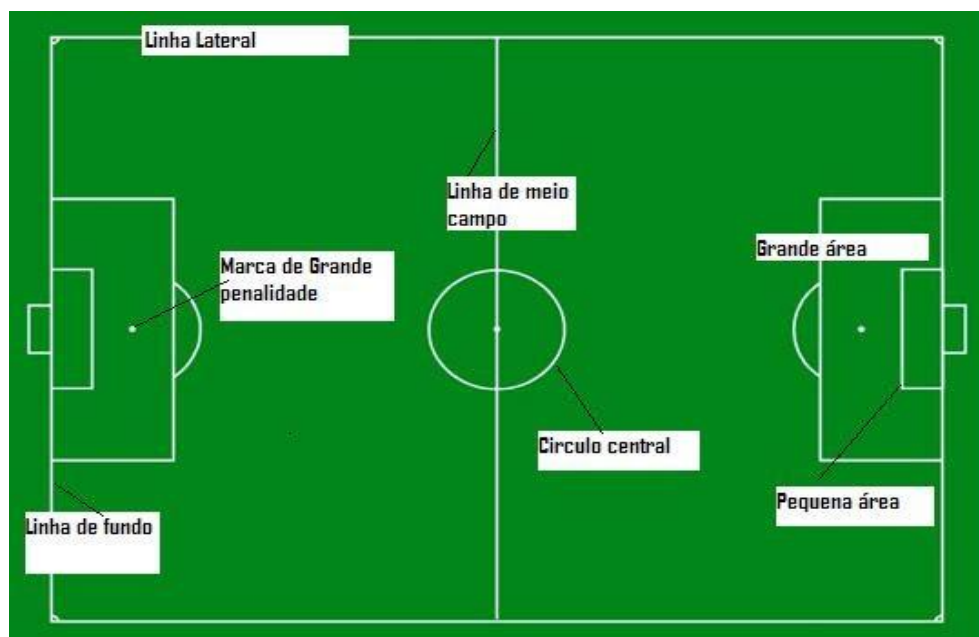 Linha Lateral
Linha de meio
campo
Grande área
Marca de Grande
penalidade
Circulo central
Pequena área
Linha de fundo